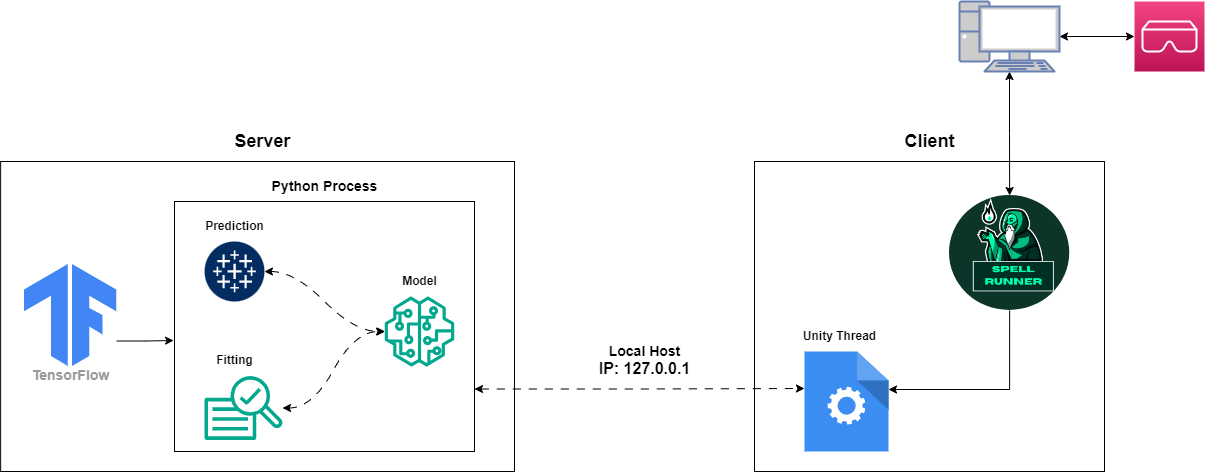 Server
Client
Python Process
Prediction
Model
SPELL
RUNNER
Unity Thread
Local Host
IP: 127.0.0.1
Fitting
TensorFlow